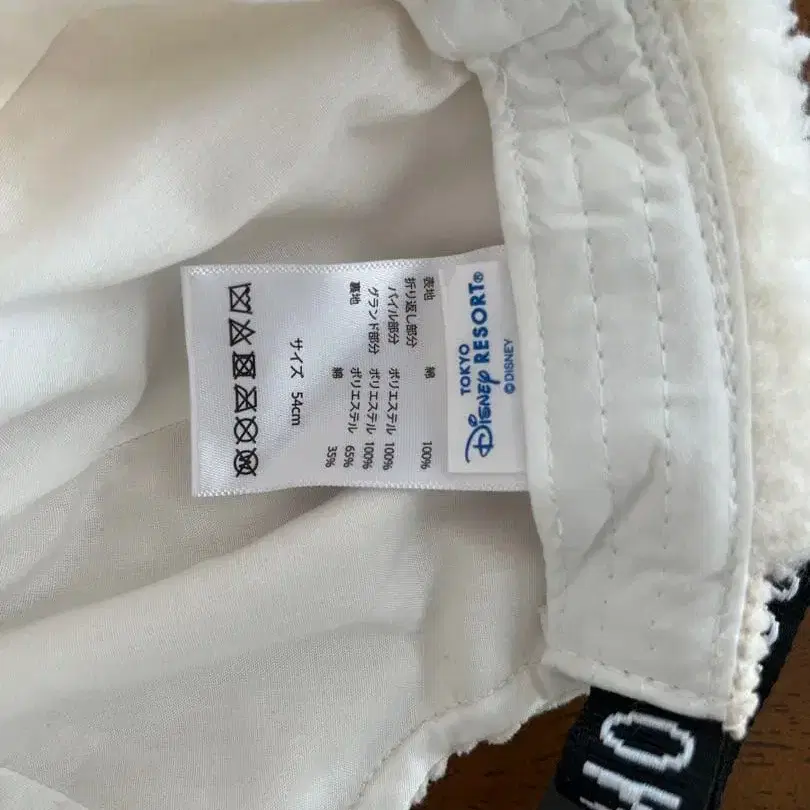 TOKYO
Disney RESORT®
©DISNEY
表地 綿 100%
折り返し部分
パイル部分 ポリエステル 100%
グランド部分 ポリエステル 100%
裏地 ポリエステル 65%
綿 35%
サイズ 54cm
HO